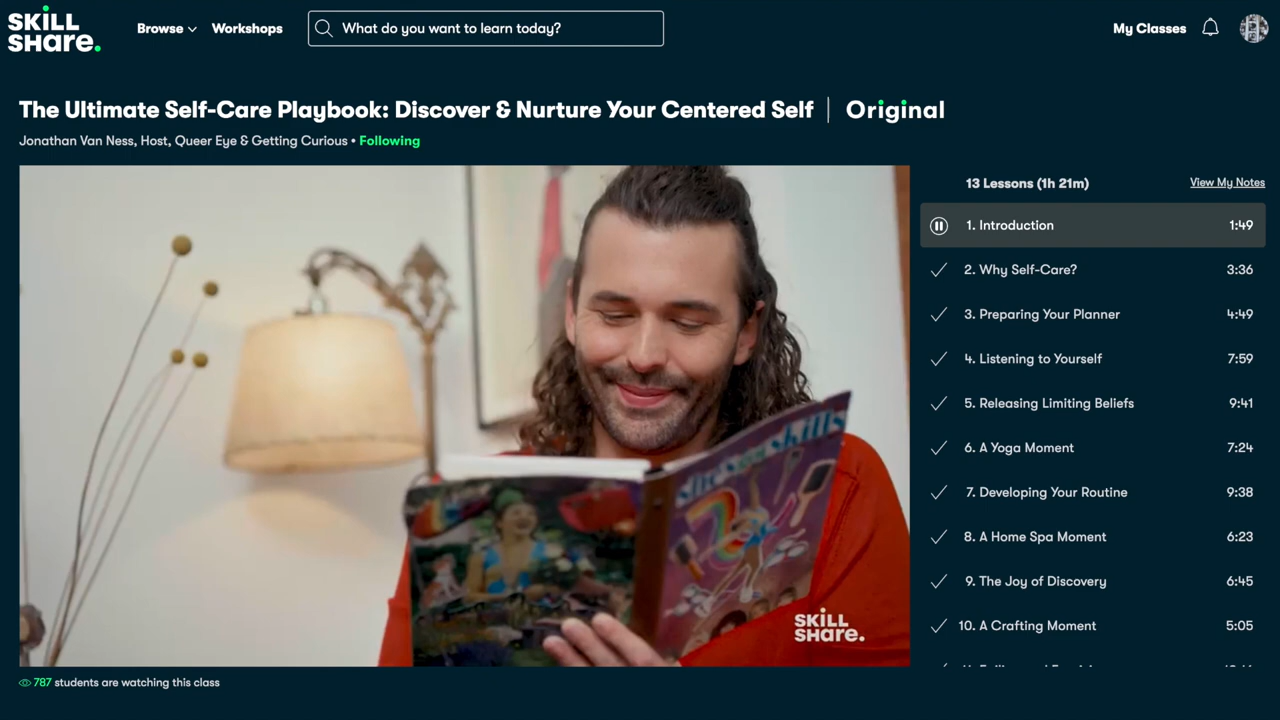 SKILL
SHare.
Browse
Workshops
What do you want to learn today?
My Classes
The Ultimate Self-Care Playbook: Discover & Nurture Your Centered Self | Original
Jonathan Van Ness, Host, Queer Eye & Getting Curious • Following
13 Lessons (1h 21m)
View My Notes
1. Introduction 1:49
2. Why Self-Care? 3:36
3. Preparing Your Planner 4:49
4. Listening to Yourself 7:59
5. Releasing Limiting Beliefs 9:41
6. A Yoga Moment 7:24
7. Developing Your Routine 9:38
8. A Home Spa Moment 6:23
9. The Joy of Discovery 6:45
10. A Crafting Moment 5:05
SKILL
SHare.
787 students are watching this class